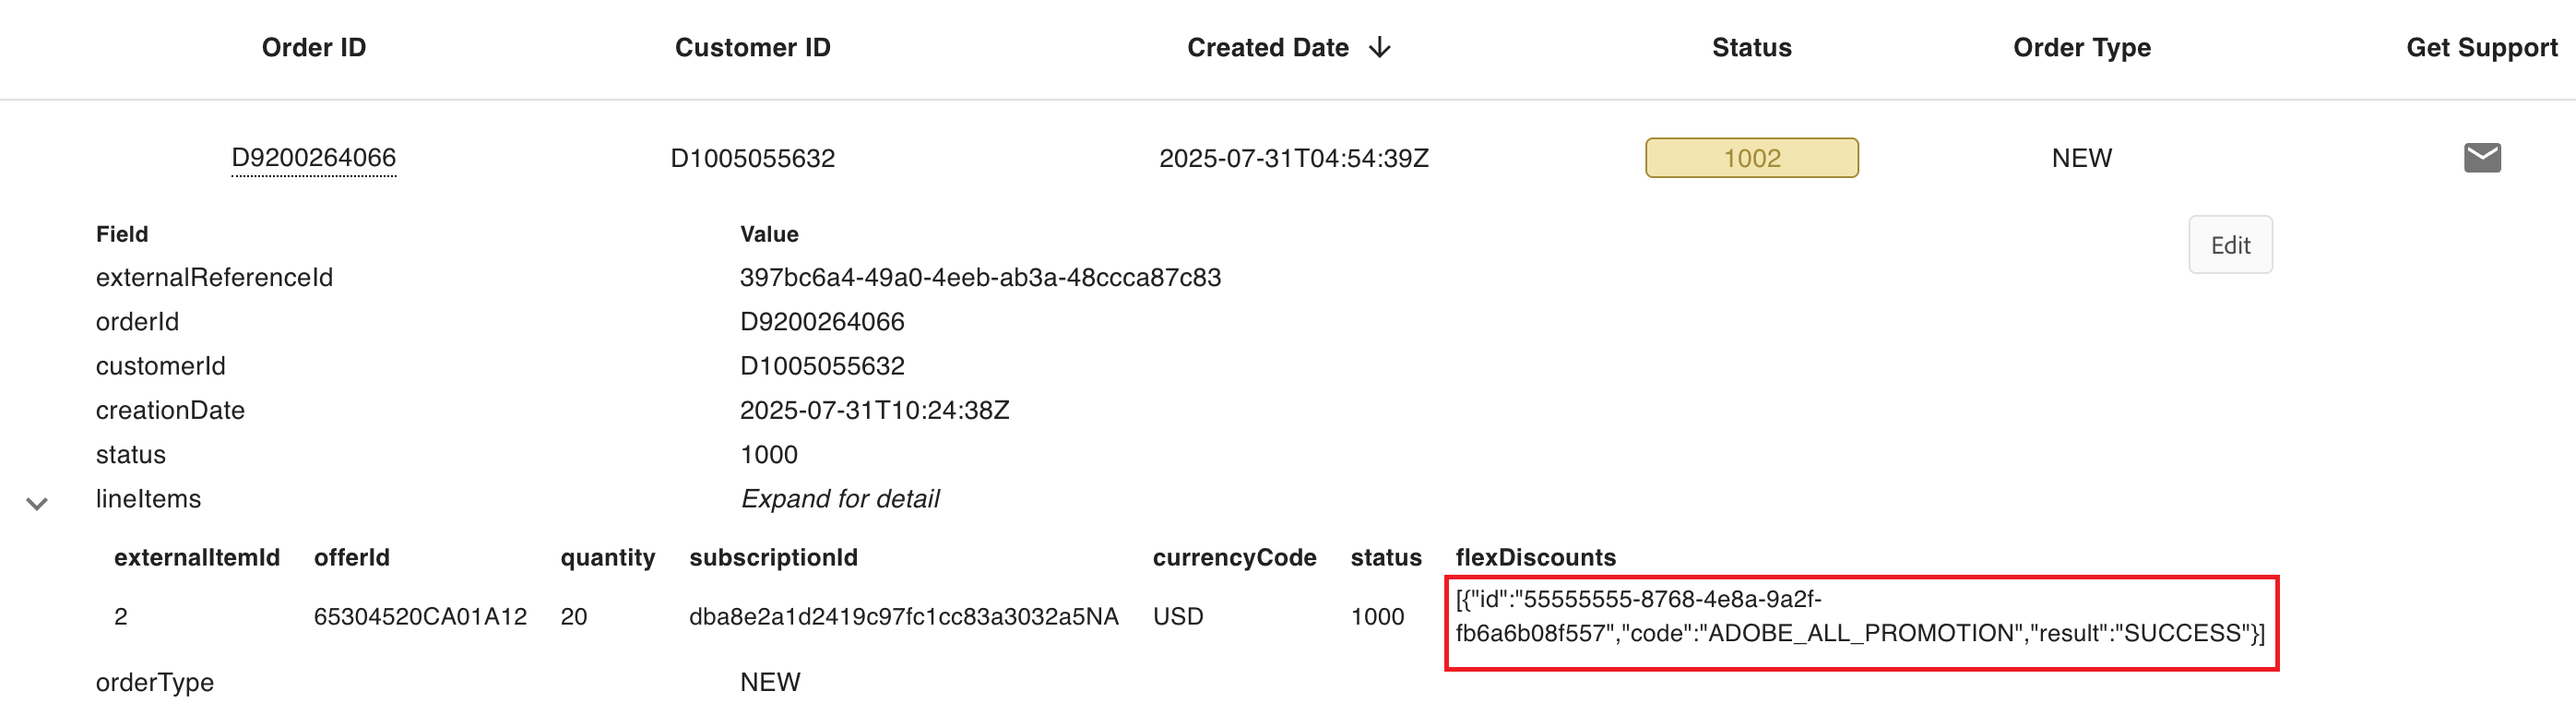 Order ID Customer ID Created Date Status Order Type Get Support
D9200264066 D1005055632 2025-07-31T04:54:39Z 1002 NEW
Field Value Edit
externalReferenceId 397bc6a4-49a0-4eeb-ab3a-48ccca87c83
orderId D9200264066
customerId D1005055632
creationDate 2025-07-31T10:24:38Z
status 1000
lineItems Expand for detail
externalItemId offerId quantity subscriptionId currencyCode status flexDiscounts
2 65304520CA01A12 20 dba8e2a1d2419c97fc1cc83a3032a5NA USD 1000 [{"id":"55555555-8768-4e8a-9a2f-
fb6a6b08f557","code":"ADOBE_ALL_PROMOTION","result":"SUCCESS"}]
orderType NEW